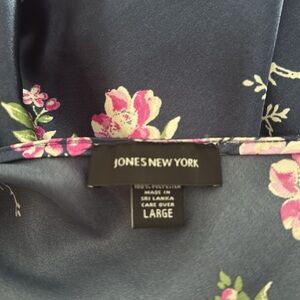 JONES NEW YORK
100% POLYESTER
MADE IN
SRI LANKA
CARE OVER
LARGE